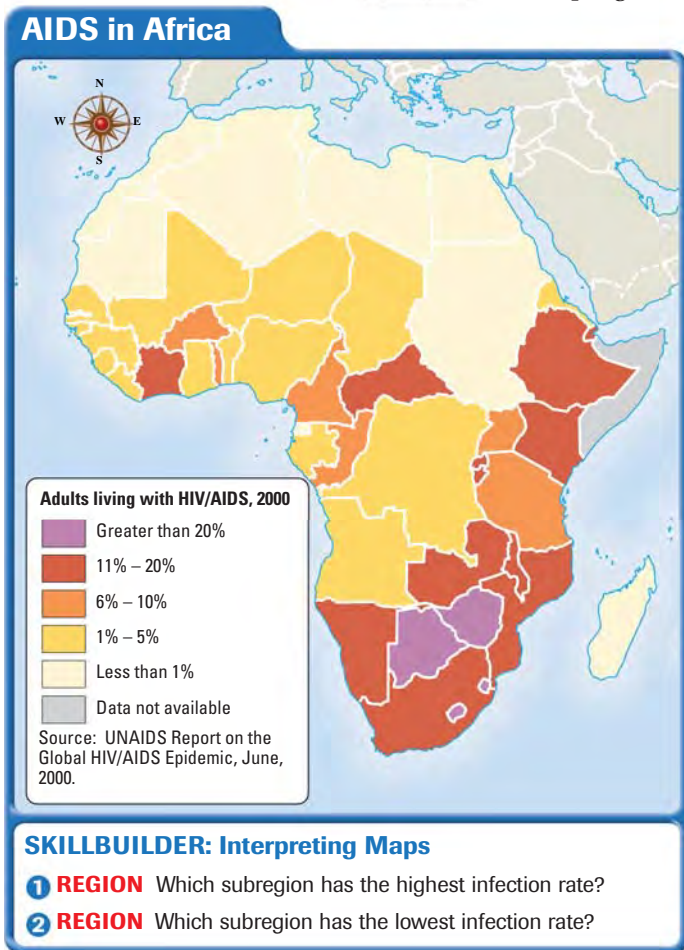 AIDS in Africa
N
W E
S
Adults living with HIV/AIDS, 2000
Greater than 20%
11% – 20%
6% – 10%
1% – 5%
Less than 1%
Data not available
Source: UNAIDS Report on the
Global HIV/AIDS Epidemic, June,
2000.
SKILLBUILDER: Interpreting Maps
1 REGION Which subregion has the highest infection rate?
2 REGION Which subregion has the lowest infection rate?